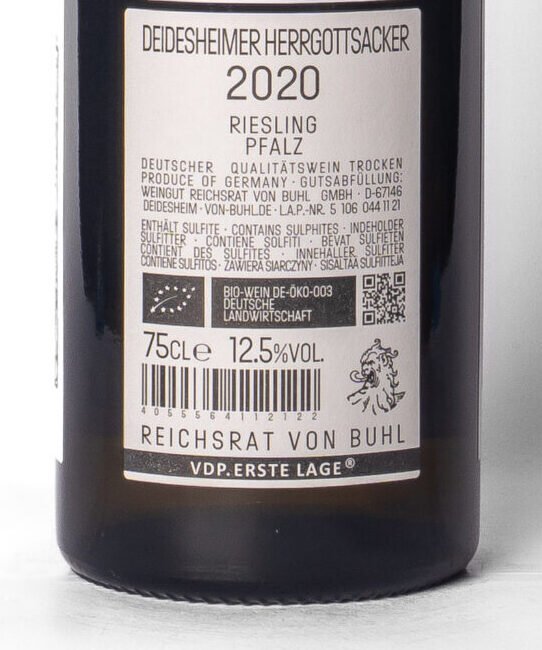 DEIDESHEIMER HERRGOTTSACKER
2020
RIESLING
PFALZ
DEUTSCHER QUALITÄTSWEIN TROCKEN
PRODUCE OF GERMANY · GUTSABFÜLLUNG:
WEINGUT REICHSRAT VON BUHL GMBH · D-67146
DEIDESHEIM · VON-BUHL.DE · L.A.P.-NR. 5 106 044 11 21
ENTHÄLT SULFITE · CONTAINS SULPHITES · INDEHOLDER
SULFITTER · CONTIENE SOLFITI · BEVAT SULFIETEN
CONTIENT DES SULFITES · INNEHALLER SULFITER
CONTIENE SULFITOS · ZAWIERA SIARCZYNY · SISALTAA SULFIITTEJA
BIO-WEIN DE-ÖKO-003
DEUTSCHE
LANDWIRTSCHAFT
75CL e 12.5%VOL.
4055564112122
REICHSRAT VON BUHL
VDP.ERSTE LAGE®